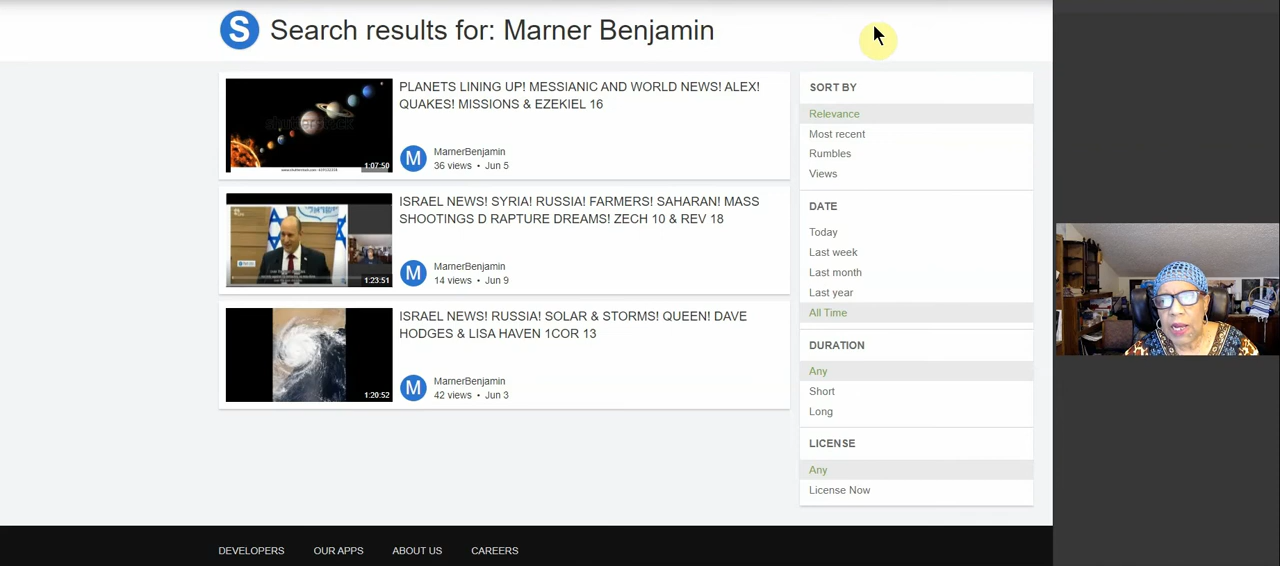 S Search results for: Marner Benjamin
PLANETS LINING UP! MESSIANIC AND WORLD NEWS! ALEX!
QUAKES! MISSIONS & EZEKIEL 16
shutterstock
1:07:50
M MarnerBenjamin
36 views • Jun 5
ISRAEL NEWS! SYRIA! RUSSIA! FARMERS! SAHARAN! MASS
SHOOTINGS D RAPTURE DREAMS! ZECH 10 & REV 18
1:23:51
M MarnerBenjamin
14 views • Jun 9
ISRAEL NEWS! RUSSIA! SOLAR & STORMS! QUEEN! DAVE
HODGES & LISA HAVEN 1COR 13
1:20:52
M MarnerBenjamin
42 views • Jun 3
SORT BY
Relevance
Most recent
Rumbles
Views
DATE
Today
Last week
Last month
Last year
All Time
DURATION
Any
Short
Long
LICENSE
Any
License Now
DEVELOPERS OUR APPS ABOUT US CAREERS